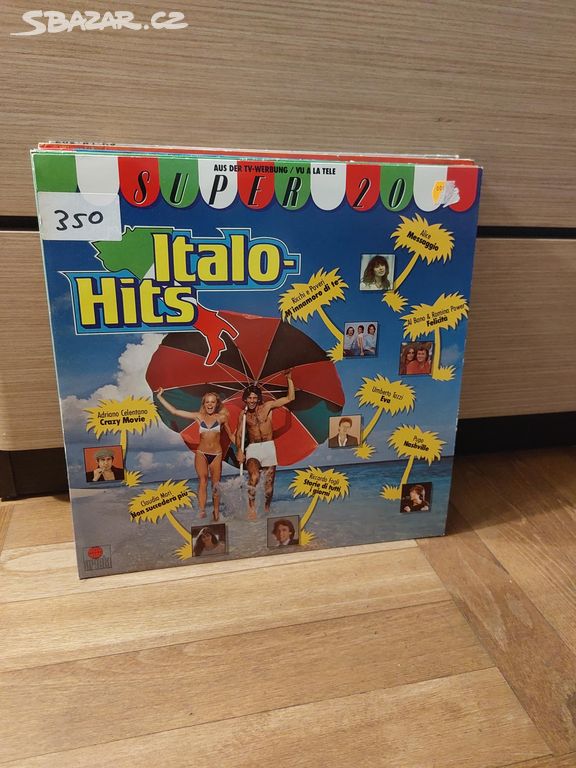 SBAZAR.CZ
AUS DER TV-WERBUNG / VU A LA TELE
SUPER 20
350
Italo-
Hits
Alice
Messaggio
Ricchi e Poveri
M'innamoro di te
Al Bano & Romina Power
Felicità
Adriano Celentano
Crazy Movie
Umberto Tozzi
Eva
Pupo
Nashville
Claudia Mori
Non succederà più
Riccardo Fogli
Storie di tutti
i giorni
ARIOLA